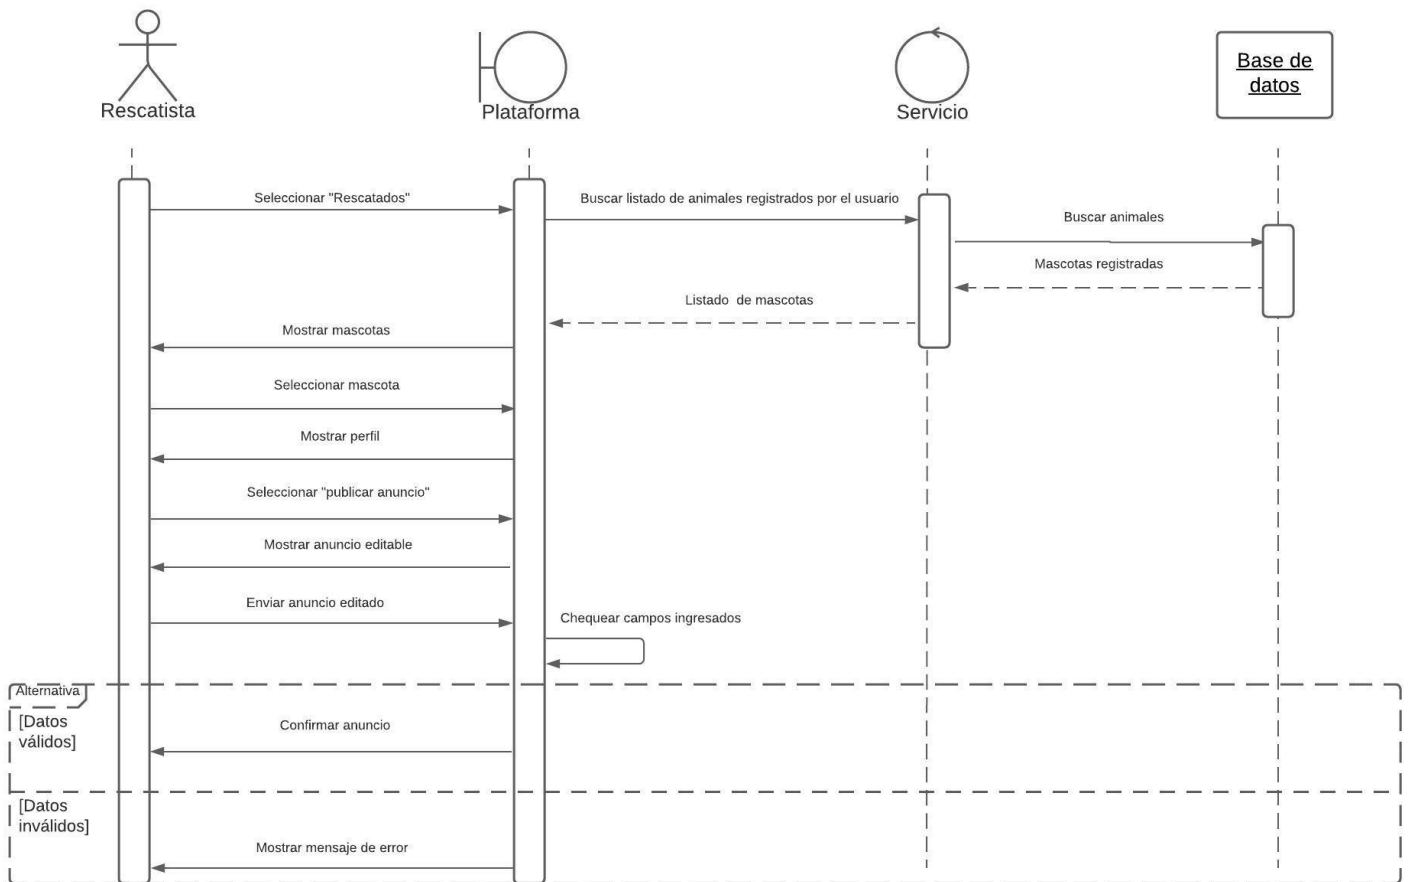 Rescatista
Plataforma
Servicio
Base de
datos
Seleccionar "Rescatados"
Buscar listado de animales registrados por el usuario
Buscar animales
Mascotas registradas
Listado de mascotas
Mostrar mascotas
Seleccionar mascota
Mostrar perfil
Seleccionar "publicar anuncio"
Mostrar anuncio editable
Enviar anuncio editado
Chequear campos ingresados
Alternativa
[Datos
válidos]
Confirmar anuncio
[Datos
inválidos]
Mostrar mensaje de error